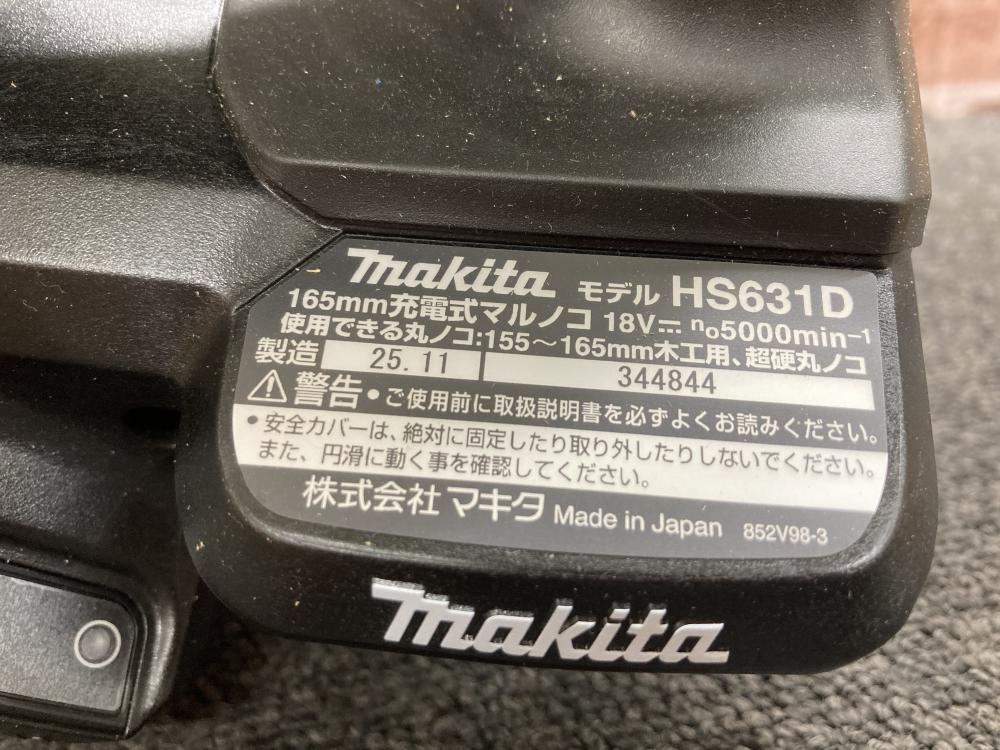 makita モデル HS631D
165mm充電式マルノコ 18V⎓ n₀5000min⁻¹
使用できる丸ノコ:155～165mm木工用、超硬丸ノコ
製造 25.11 344844
⚠警告 • ご使用前に取扱説明書を必ずよくお読みください。
• 安全カバーは、絶対に固定したり取り外したりしないでください。
また、円滑に動く事を確認してください。
株式会社 マキタ Made in Japan 852V98-3
makita